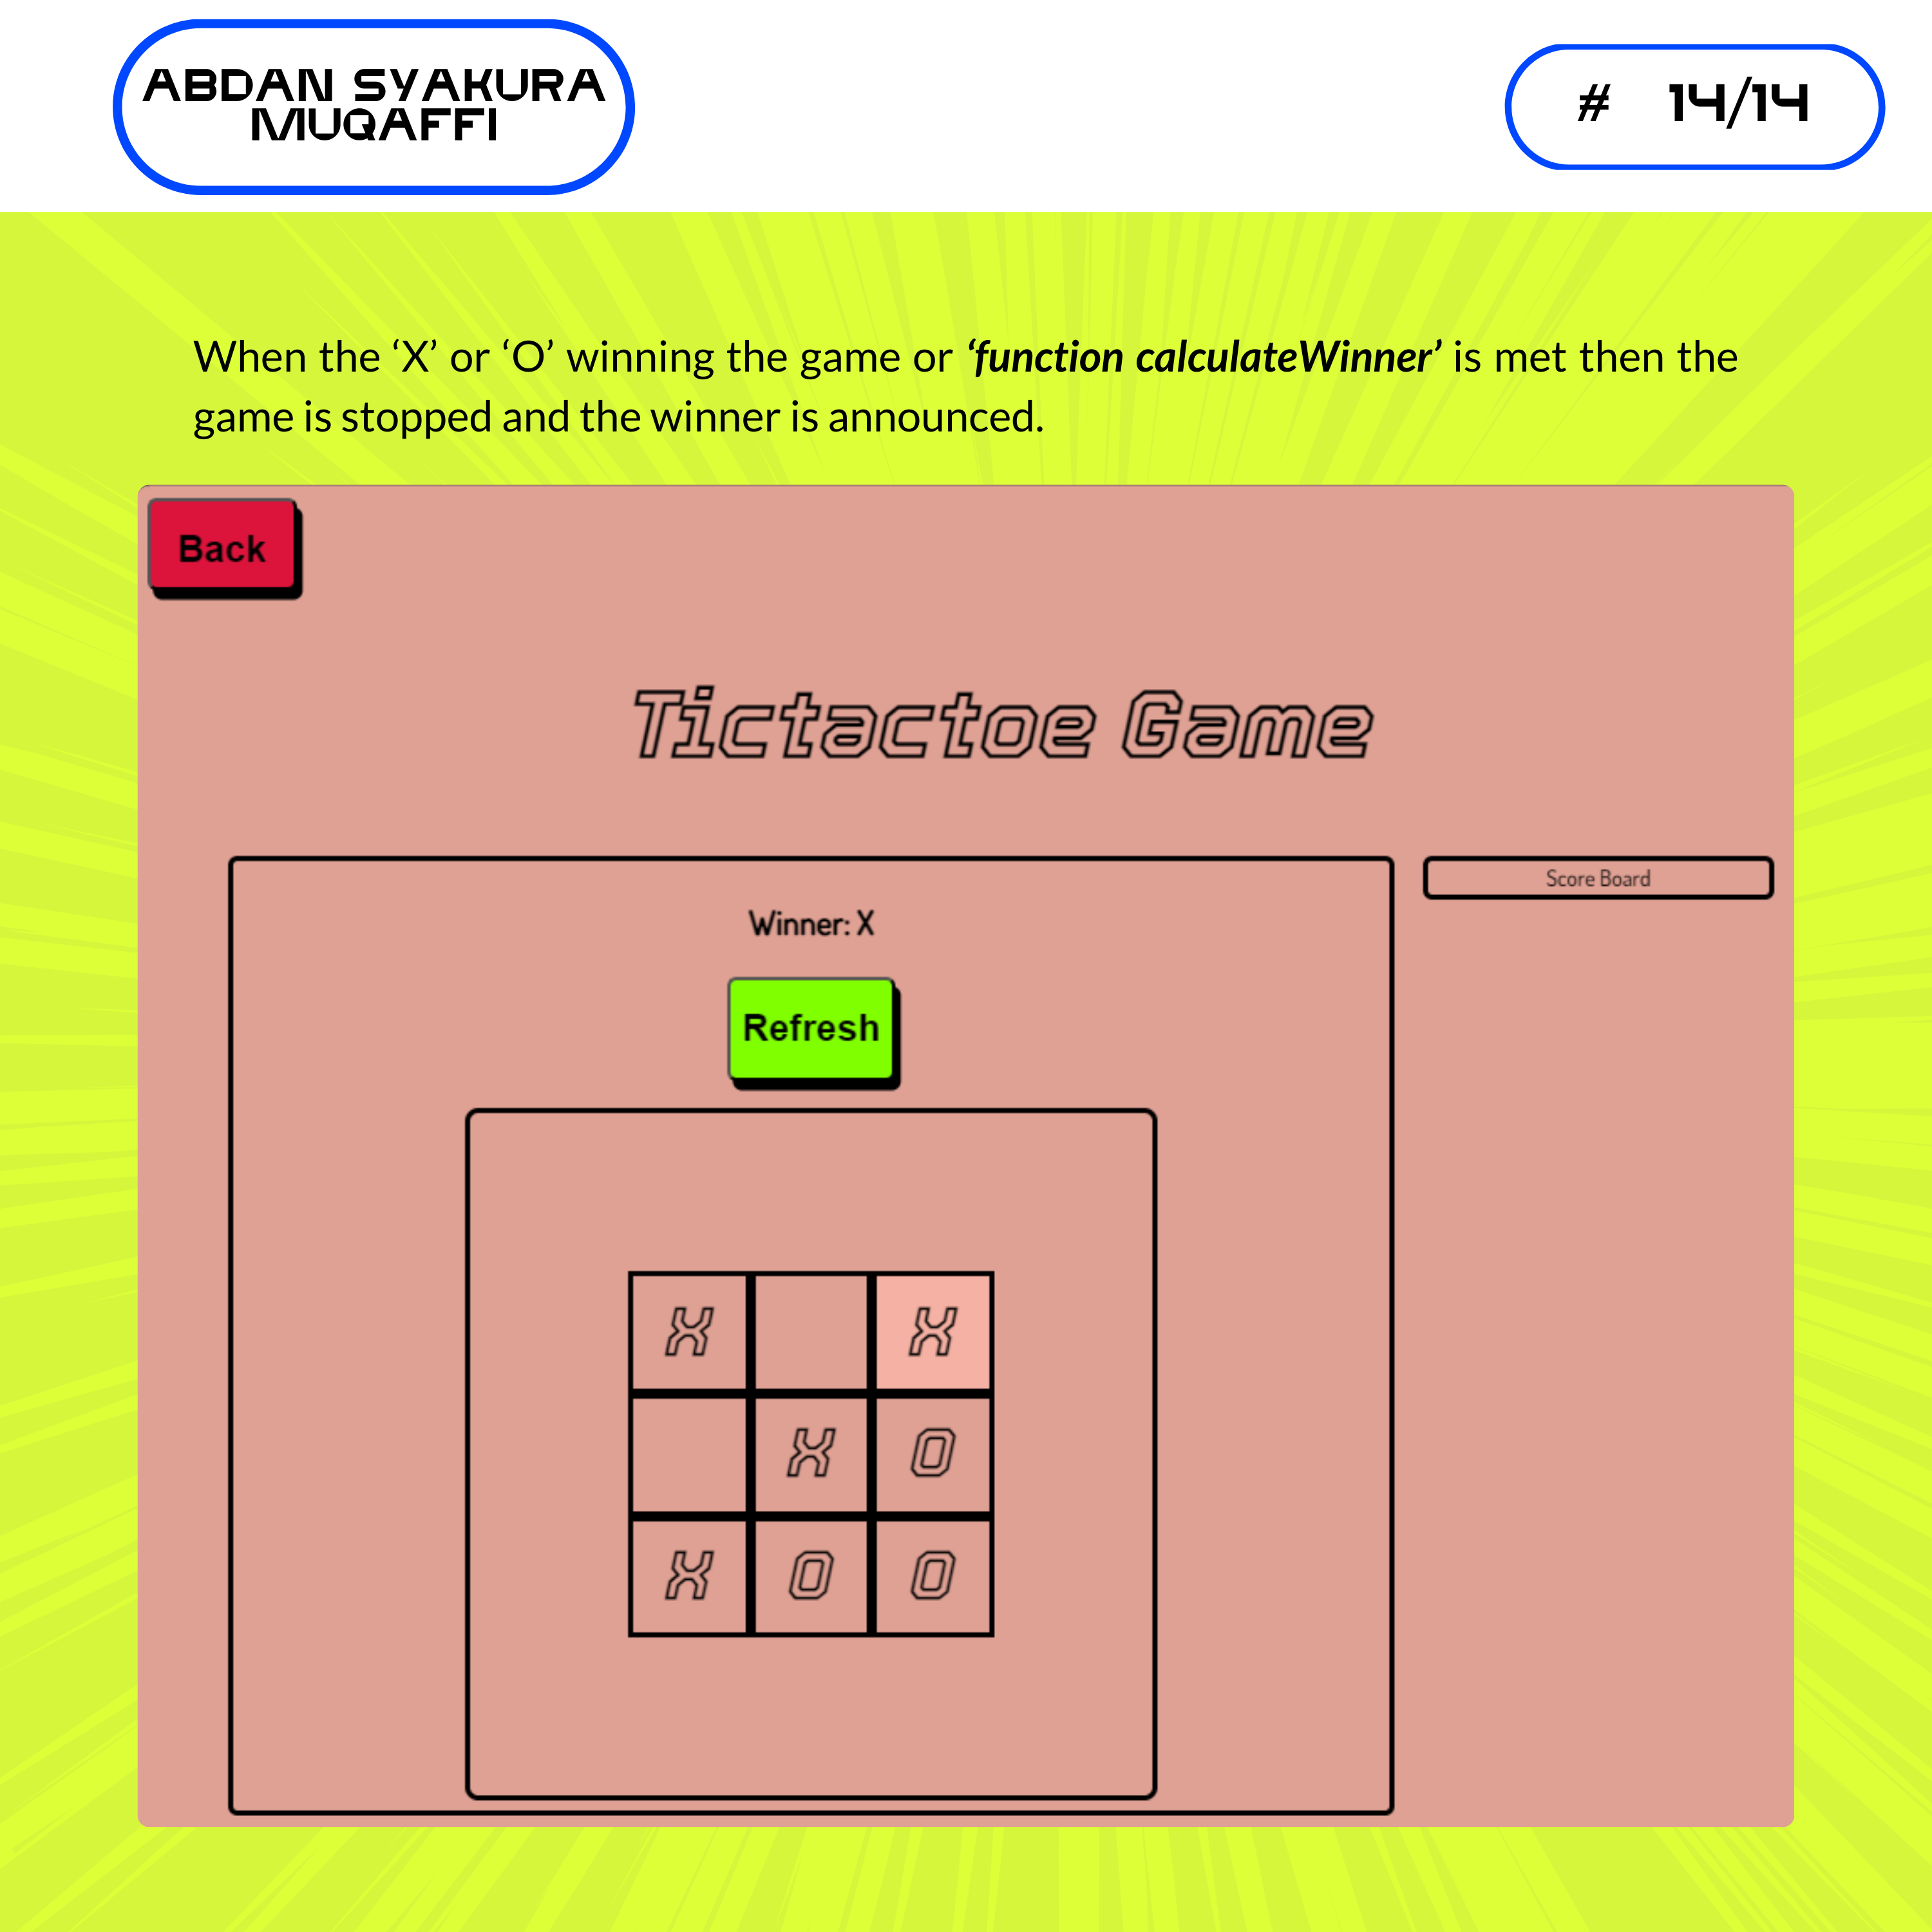 ABDAN SYAKURA
MUQAFFI
# 14/14
When the ‘X’ or ‘O’ winning the game or ‘function calculateWinner’ is met then the
game is stopped and the winner is announced.
Back
Tictactoe Game
Score Board
Winner: X
Refresh
X X
X O
X O O